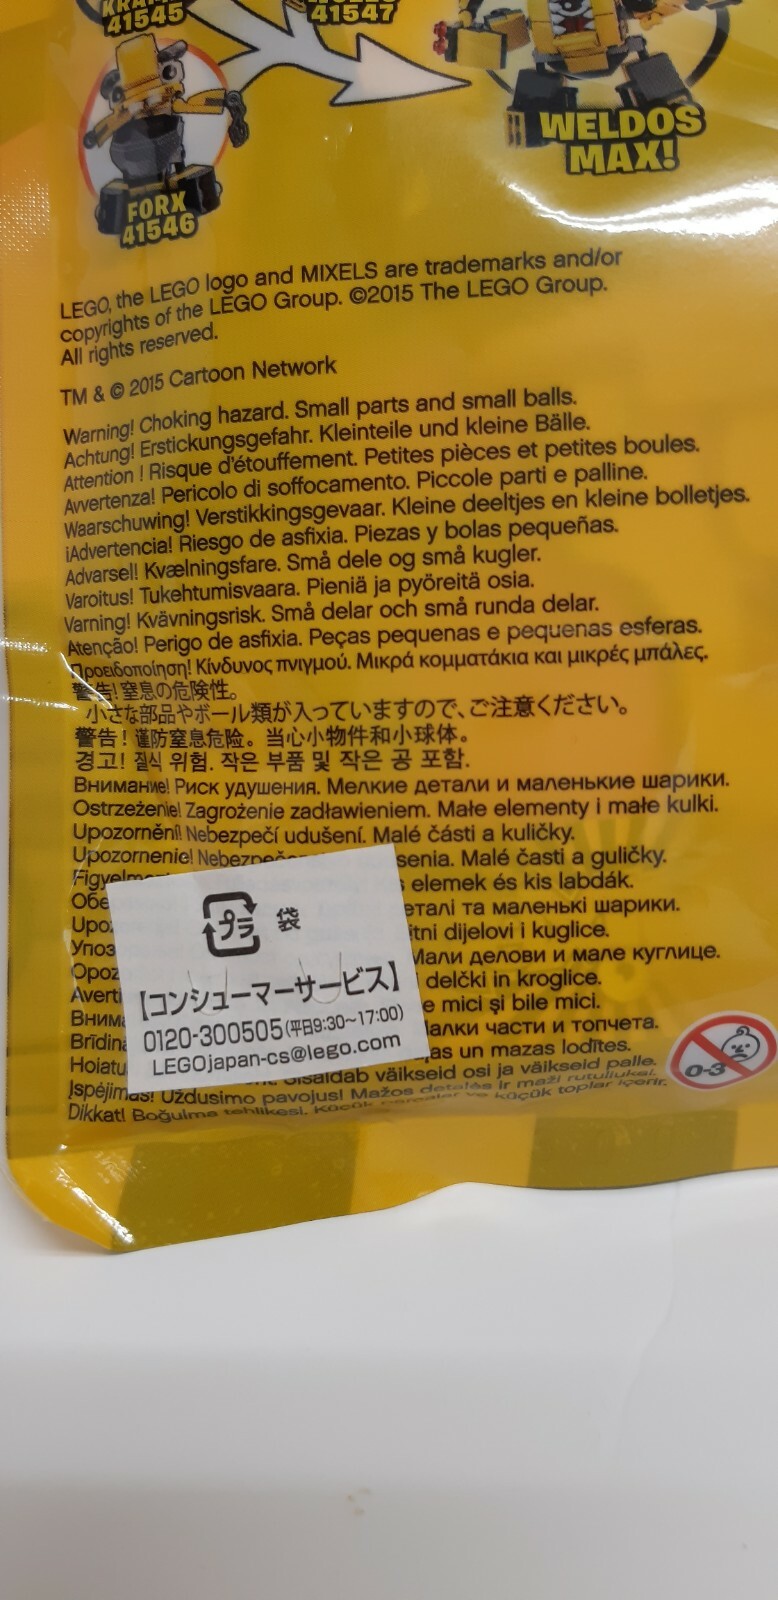 41545
41547
WELDOS
MAX!
FORX
41546
LEGO, the LEGO logo and MIXELS are trademarks and/or
copyrights of the LEGO Group. ©2015 The LEGO Group.
All rights reserved.
TM & © 2015 Cartoon Network
Warning! Choking hazard. Small parts and small balls.
Achtung! Erstickungsgefahr. Kleinteile und kleine Bälle.
Attention ! Risque d'étouffement. Petites pièces et petites boules.
Avvertenza! Pericolo di soffocamento. Piccole parti e palline.
Waarschuwing! Verstikkingsgevaar. Kleine deeltjes en kleine bolletjes.
¡Advertencia! Riesgo de asfixia. Piezas y bolas pequeñas.
Advarsel! Kvælningsfare. Små dele og små kugler.
Varoitus! Tukehtumisvaara. Pieniä ja pyöreitä osia.
Varning! Kvävningsrisk. Små delar och små runda delar.
Atenção! Perigo de asfixia. Peças pequenas e pequenas esferas.
Προειδοποίηση! Κίνδυνος πνιγμού. Μικρά κομματάκια και μικρές μπάλες.
警告!窒息の危険性。
小さな部品やボール類が入っていますので、ご注意ください。
警告！谨防窒息危险。当心小物件和小球体。
경고! 질식 위험. 작은 부품 및 작은 공 포함.
Внимание! Риск удушения. Мелкие детали и маленькие шарики.
Ostrzeżenie! Zagrożenie zadławieniem. Małe elementy i małe kulki.
Upozornění! Nebezpečí udušení. Malé části a kuličky.
Upozornenie! senia. Malé časti a guličky.
elemek és kis labdák.
еталі та маленькі шарики.
itni dijelovi i kuglice.
Мали делови и мале куглице.
delčki in kroglice.
e mici și bile mici.
алки части и топчета.
as un mazas lodītes.
väikseid osi ja väikseid palle.
Įspėjimas! Uždusimo pavojus! Mažos detalės ir maži rutuliukai.
Dikkat! Boğulma tehlikesi. Küçük parçalar ve küçük toplar içerir.
プラ 袋
【コンシューマーサービス】
0120-300505(平日9:30～17:00)
LEGOjapan-cs@lego.com
0-3